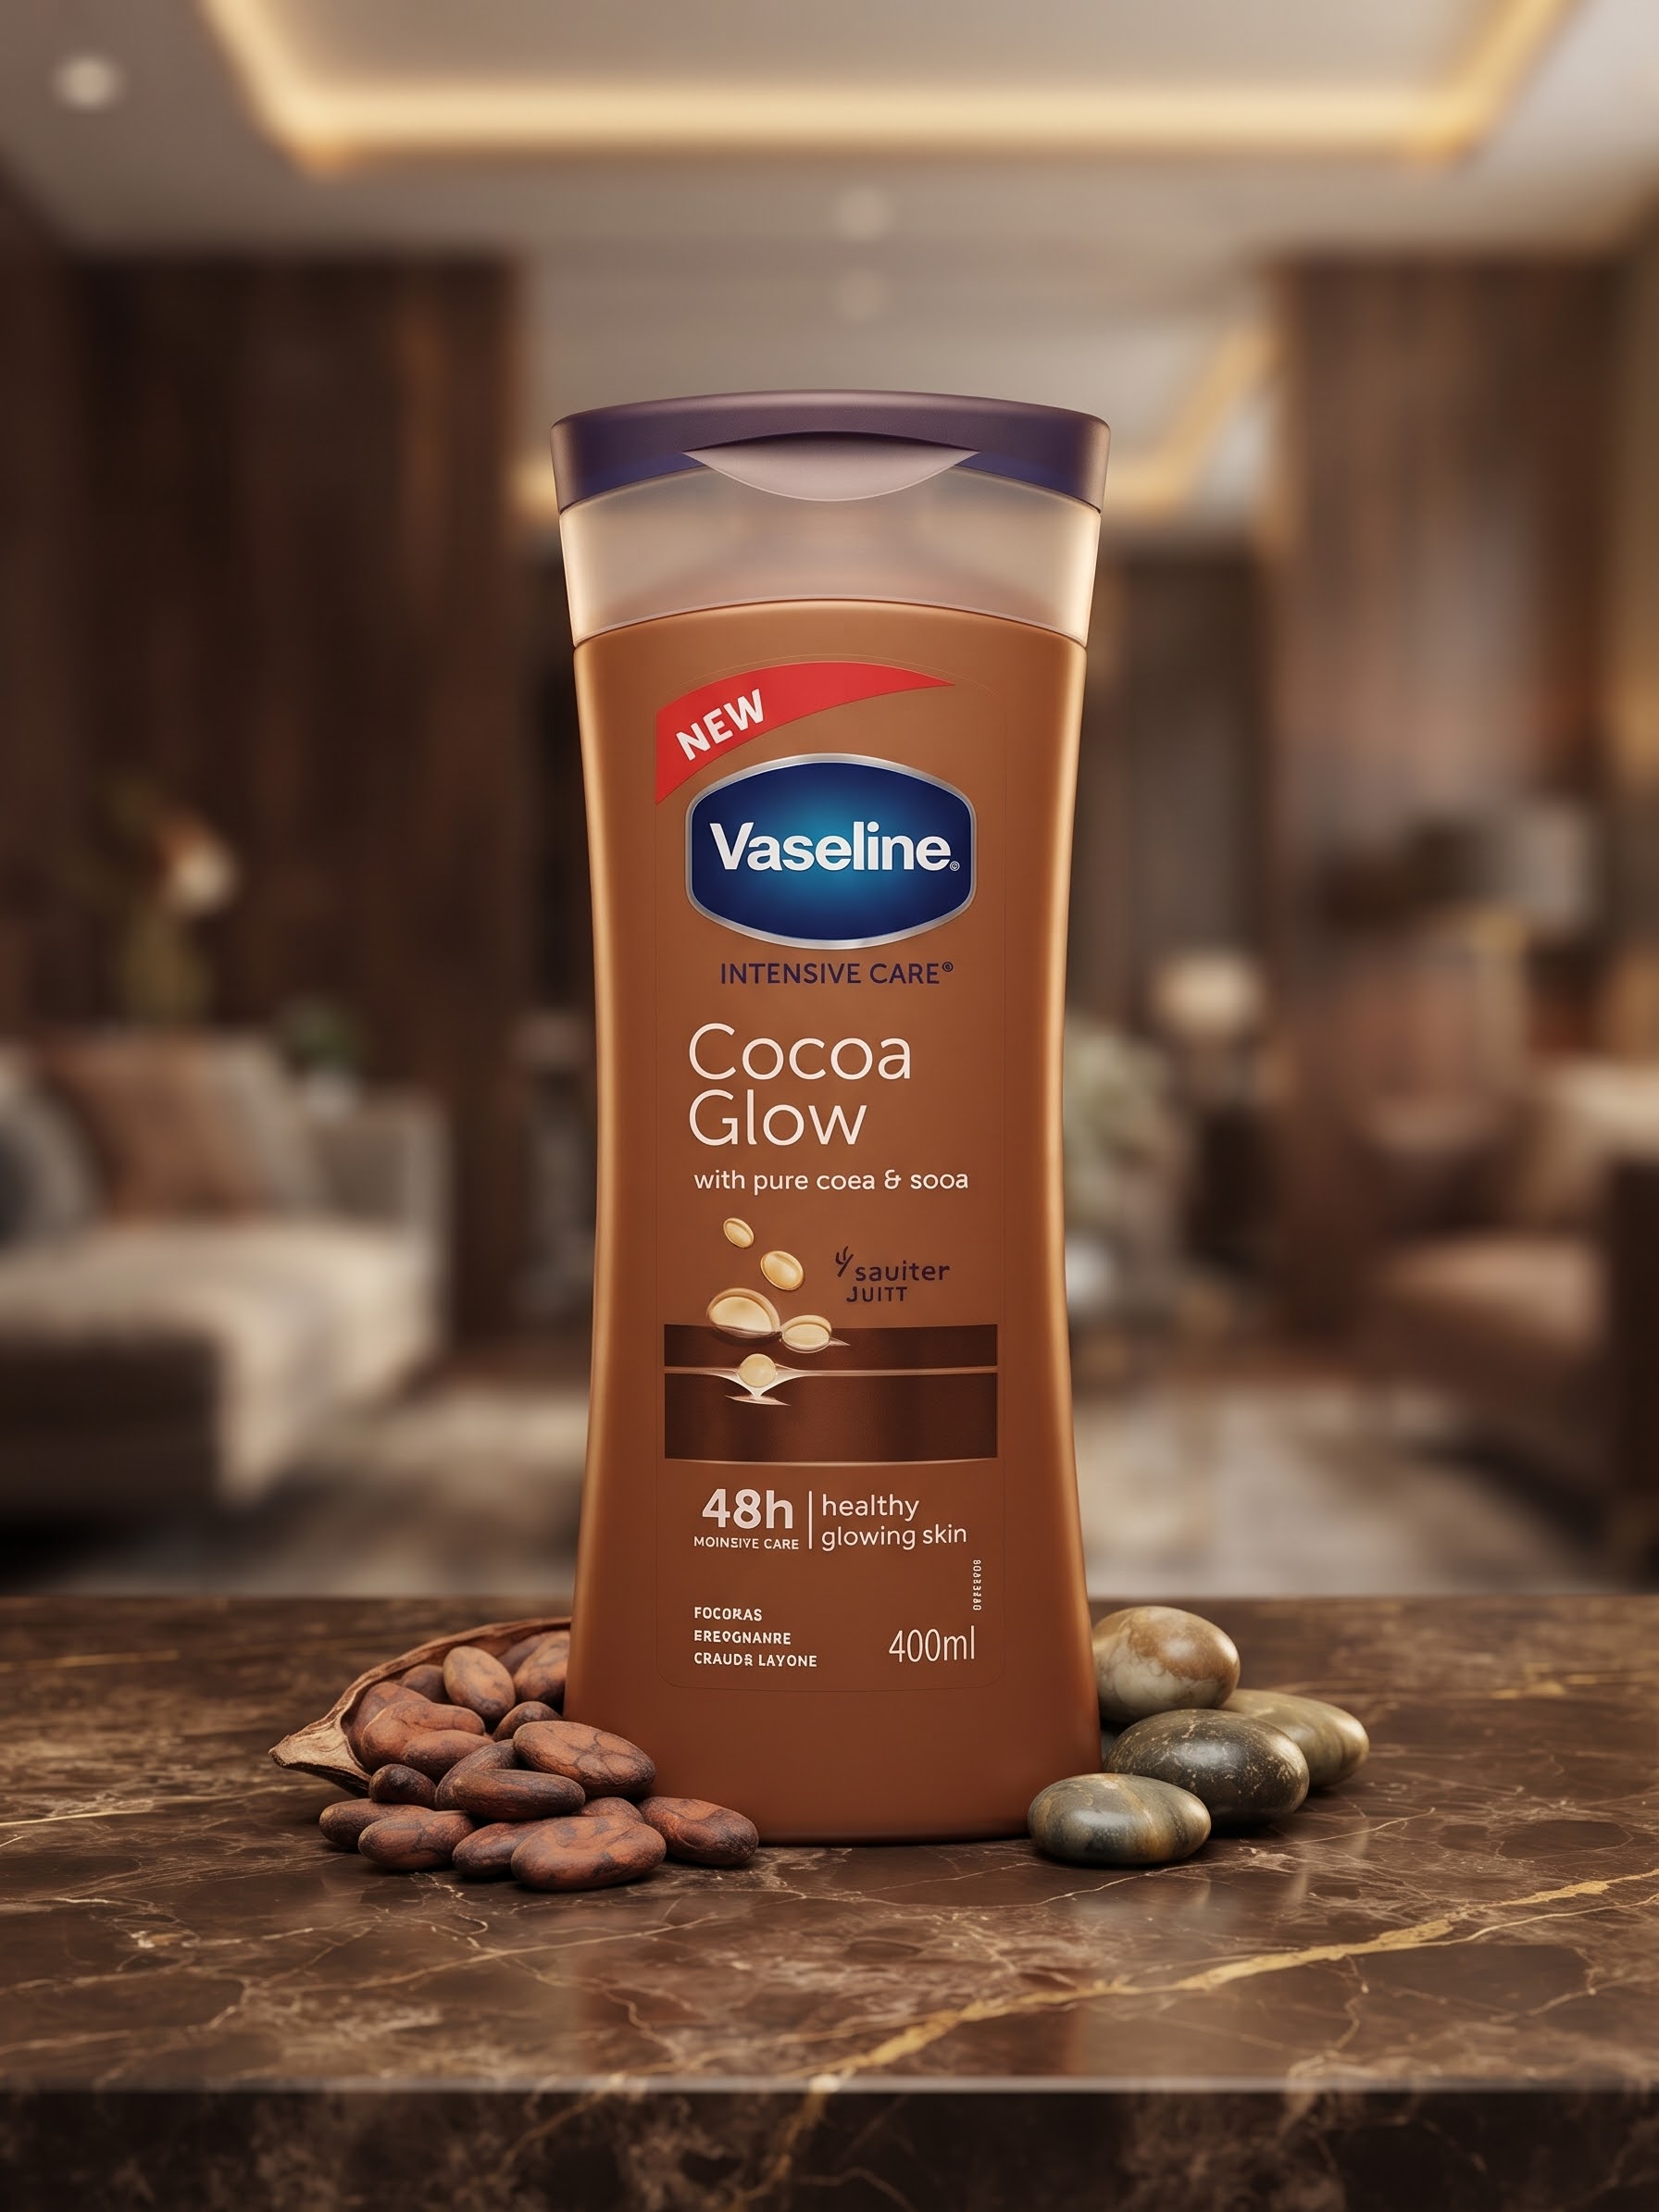 NEW
Vaseline®
INTENSIVE CARE®
Cocoa
Glow
with pure coea & sooa
sauiter
JUITT
48h
MOINSIVE CARE
healthy
glowing skin
FOCORAS
EREOGNANRE
CRAUDS LAYONE
400ml